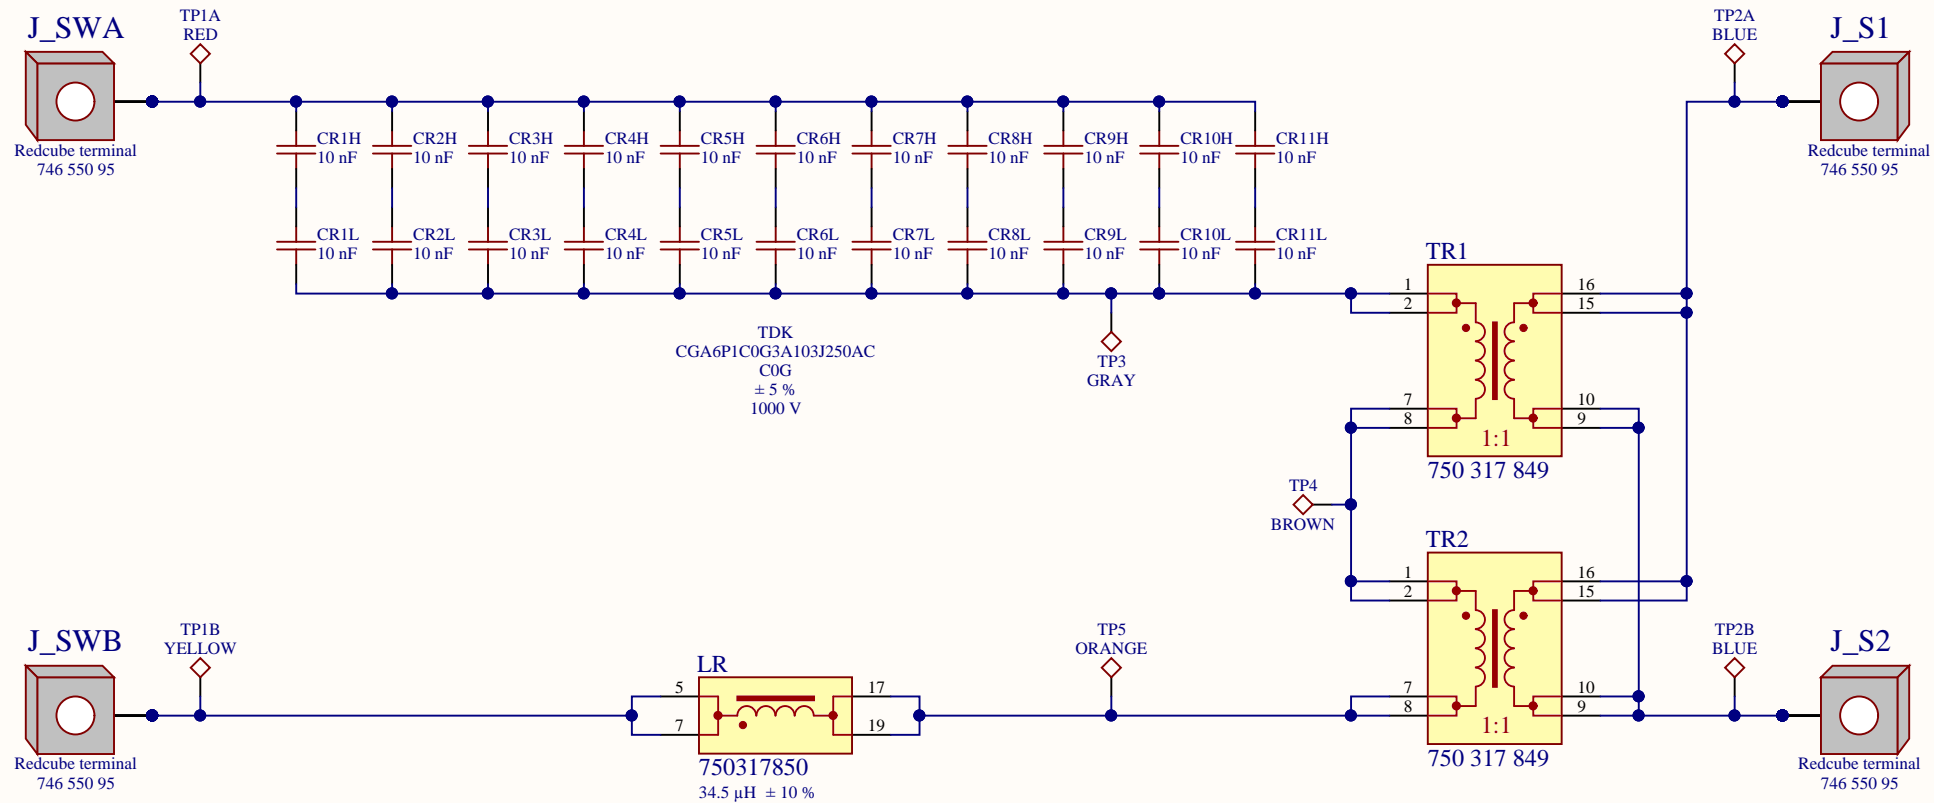 J_SWA
Redcube terminal
746 550 95
TP1A
RED
CR1H
10 nF
CR2H
10 nF
CR3H
10 nF
CR4H
10 nF
CR5H
10 nF
CR6H
10 nF
CR7H
10 nF
CR8H
10 nF
CR9H
10 nF
CR10H
10 nF
CR11H
10 nF
CR1L
10 nF
CR2L
10 nF
CR3L
10 nF
CR4L
10 nF
CR5L
10 nF
CR6L
10 nF
CR7L
10 nF
CR8L
10 nF
CR9L
10 nF
CR10L
10 nF
CR11L
10 nF
TDK
CGA6P1C0G3A103J250AC
C0G
± 5 %
1000 V
TP3
GRAY
TP2A
BLUE
J_S1
Redcube terminal
746 550 95
TR1
1
2
7
8
16
15
10
9
1:1
750 317 849
TP4
BROWN
TR2
1
2
7
8
16
15
10
9
1:1
750 317 849
J_SWB
Redcube terminal
746 550 95
TP1B
YELLOW
LR
5
7
17
19
750317850
34.5 µH ± 10 %
TP5
ORANGE
TP2B
BLUE
J_S2
Redcube terminal
746 550 95